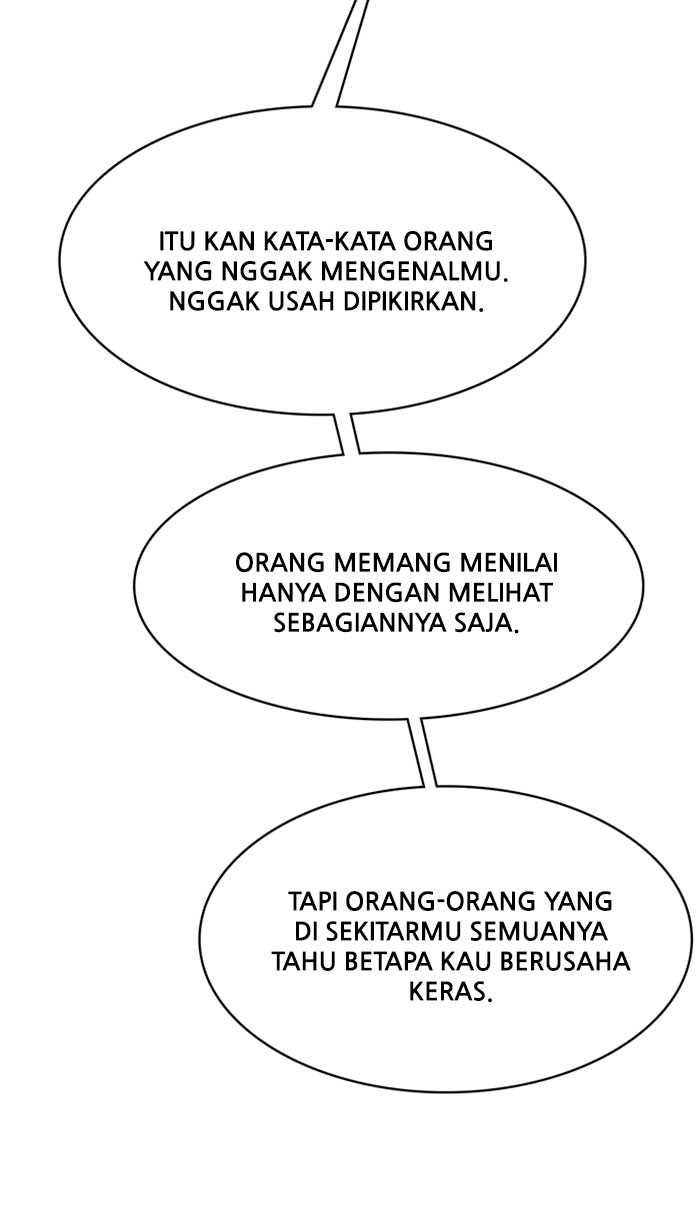 ITU KAN KATA-KATA ORANG
YANG NGGAK MENGENALMU.
NGGAK USAH DIPIKIRKAN.
ORANG MEMANG MENILAI
HANYA DENGAN MELIHAT
SEBAGIANNYA SAJA.
TAPI ORANG-ORANG YANG
DI SEKITARMU SEMUANYA
TAHU BETAPA KAU BERUSAHA
KERAS.